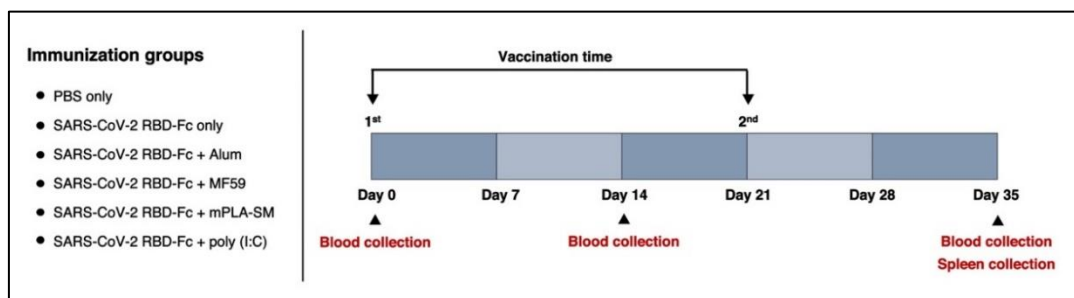 Immunization groups
● PBS only
● SARS-CoV-2 RBD-Fc only
● SARS-CoV-2 RBD-Fc + Alum
● SARS-CoV-2 RBD-Fc + MF59
● SARS-CoV-2 RBD-Fc + mPLA-SM
● SARS-CoV-2 RBD-Fc + poly (I:C)
Vaccination time
1st 2nd
Day 0 Day 7 Day 14 Day 21 Day 28 Day 35
Blood collection Blood collection Blood collection
Spleen collection